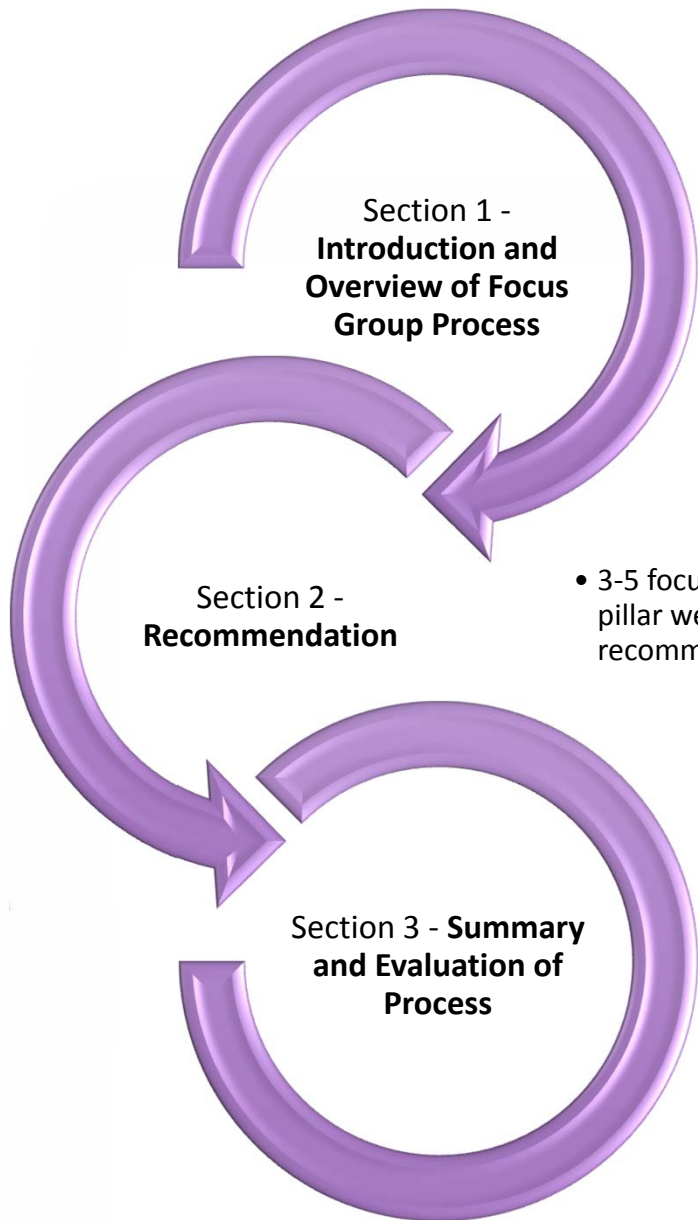 Section 1 -
Introduction and
Overview of Focus
Group Process
Section 2 -
Recommendation
• 3-5 focu
pillar we
recomm
Section 3 - Summary
and Evaluation of
Process